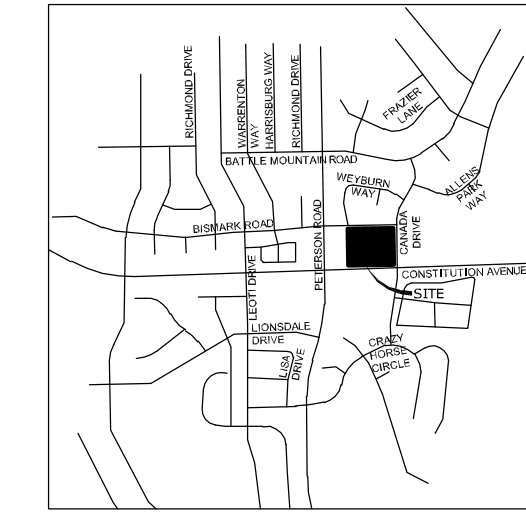 RICHMOND DRIVE
WARRENTON
WAY
HARRISBURG WAY
RICHMOND DRIVE
FRAZIER
LANE
BATTLE MOUNTAIN ROAD
WEYBURN
WAY
ALLENS
PARK
WAY
BISMARK ROAD
PETERSON ROAD
CANADA
DRIVE
LEOTI DRIVE
CONSTITUTION AVENUE
SITE
LIONSDALE
DRIVE
LISA
DRIVE
CRAZY
HORSE
CIRCLE